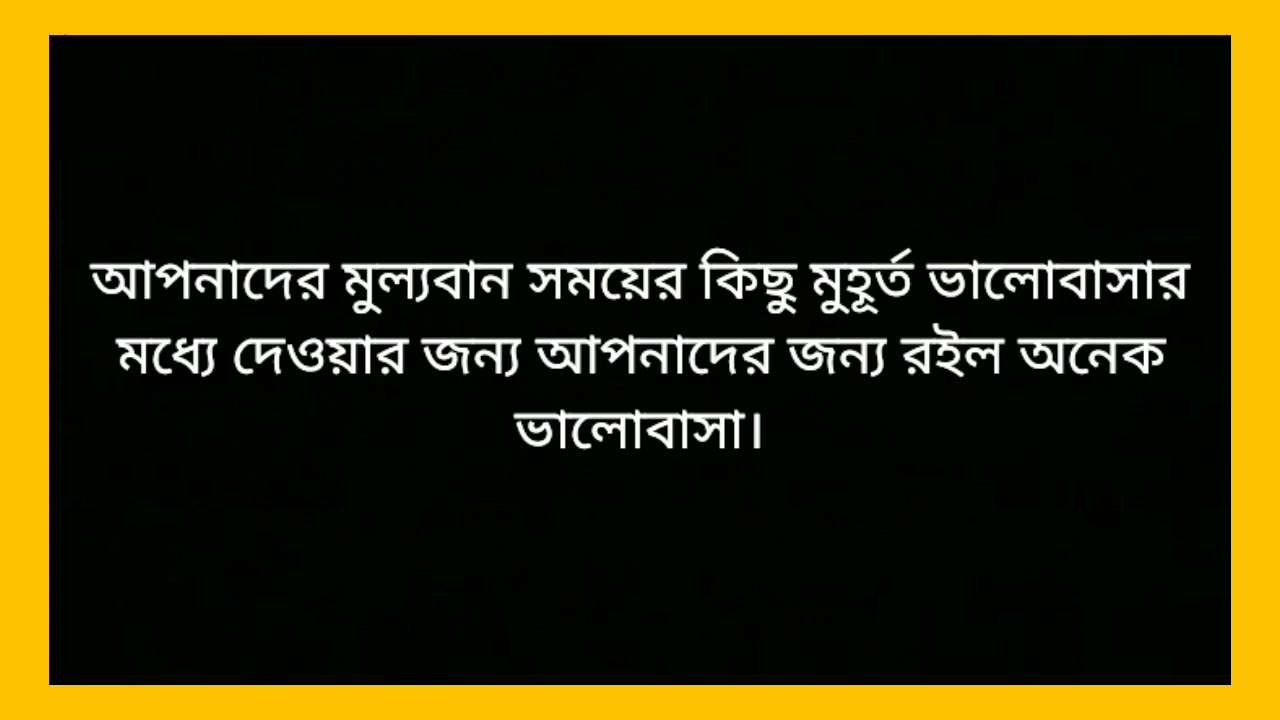 আপনাদের মুল্যবান সময়ের কিছু মুহূর্ত ভালোবাসার
মধ্যে দেওয়ার জন্য আপনাদের জন্য রইল অনেক
ভালোবাসা।